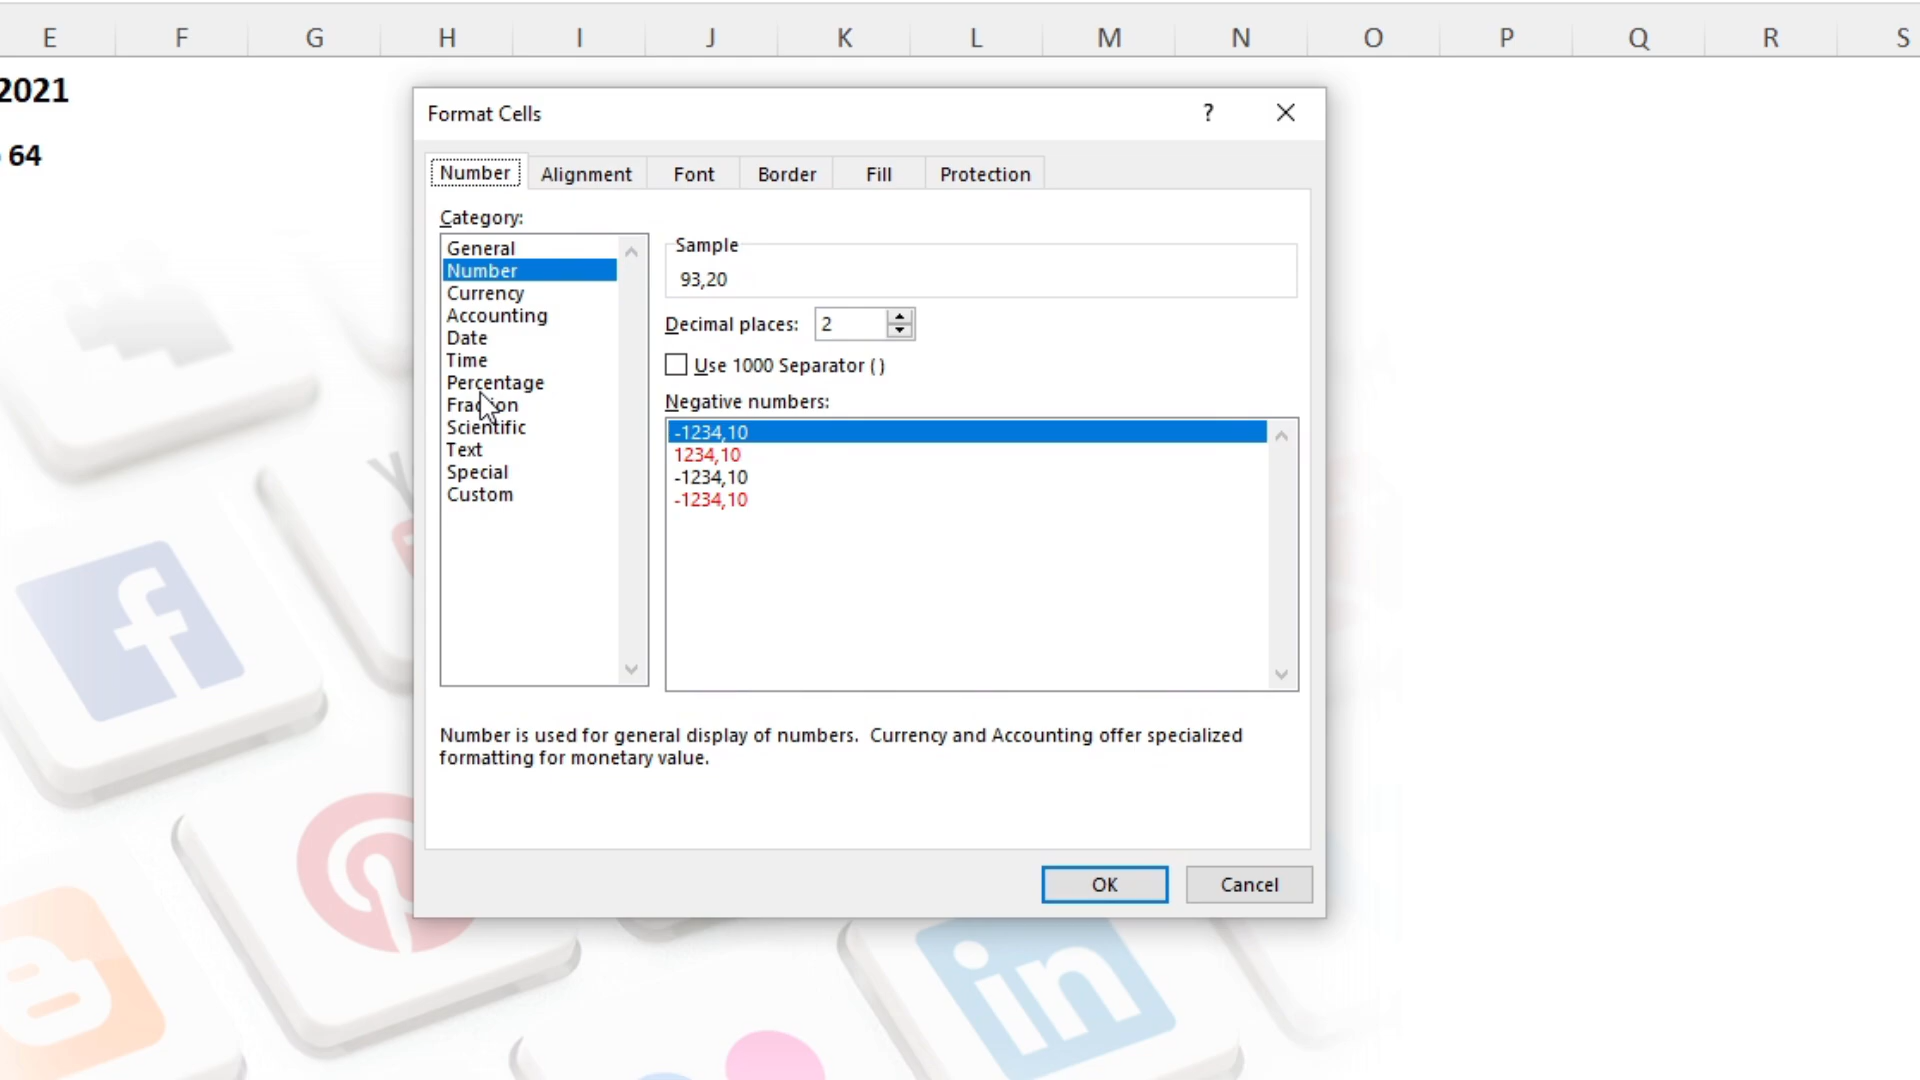 E F G H I J K L M N O P Q R S
2021
64
Format Cells ?
Number Alignment Font Border Fill Protection
Category:
General
Number
Currency
Accounting
Date
Time
Percentage
Fraction
Scientific
Text
Special
Custom
Sample
93,20
Decimal places: 2
Use 1000 Separator ( )
Negative numbers:
-1234,10
1234,10
-1234,10
-1234,10
Number is used for general display of numbers. Currency and Accounting offer specialized
formatting for monetary value.
OK Cancel
f
in